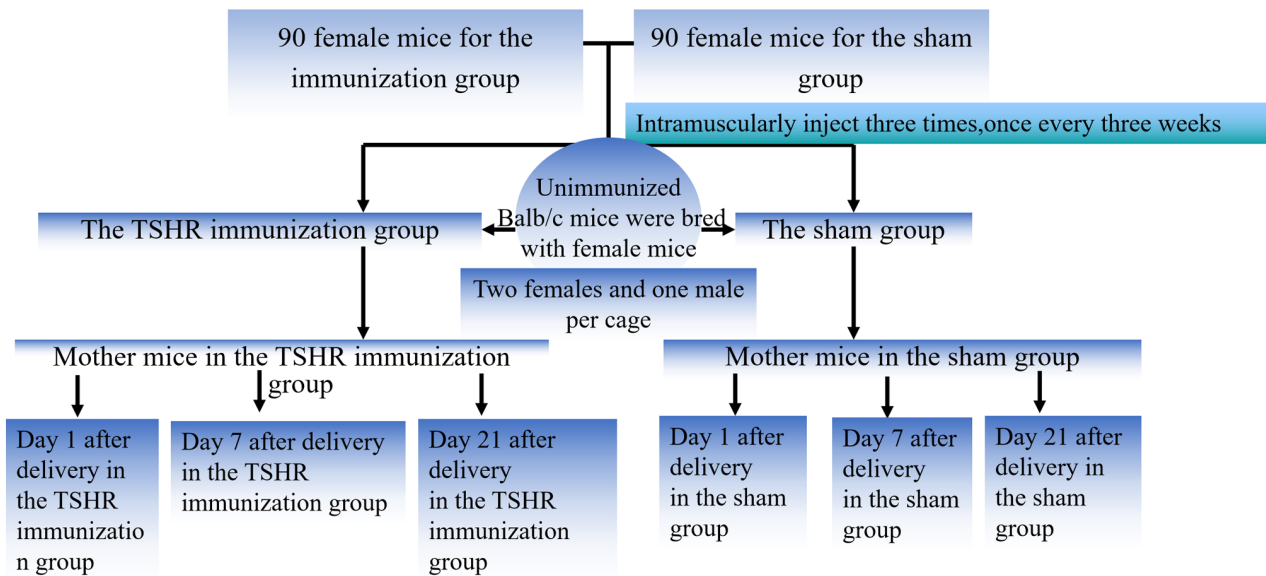 90 female mice for the
immunization group
90 female mice for the sham
group
Intramuscularly inject three times,once every three weeks
Unimmunized
Balb/c mice were bred
with female mice
The TSHR immunization group
The sham group
Two females and one male
per cage
Mother mice in the TSHR immunization
group
Mother mice in the sham group
Day 1 after
delivery in
the TSHR
immunizatio
n group
Day 7 after delivery
in the TSHR
immunization group
Day 21 after
delivery
in the TSHR
immunization
group
Day 1 after
delivery
in the sham
group
Day 7 after
delivery
in the sham
group
Day 21 after
delivery in
the sham
group